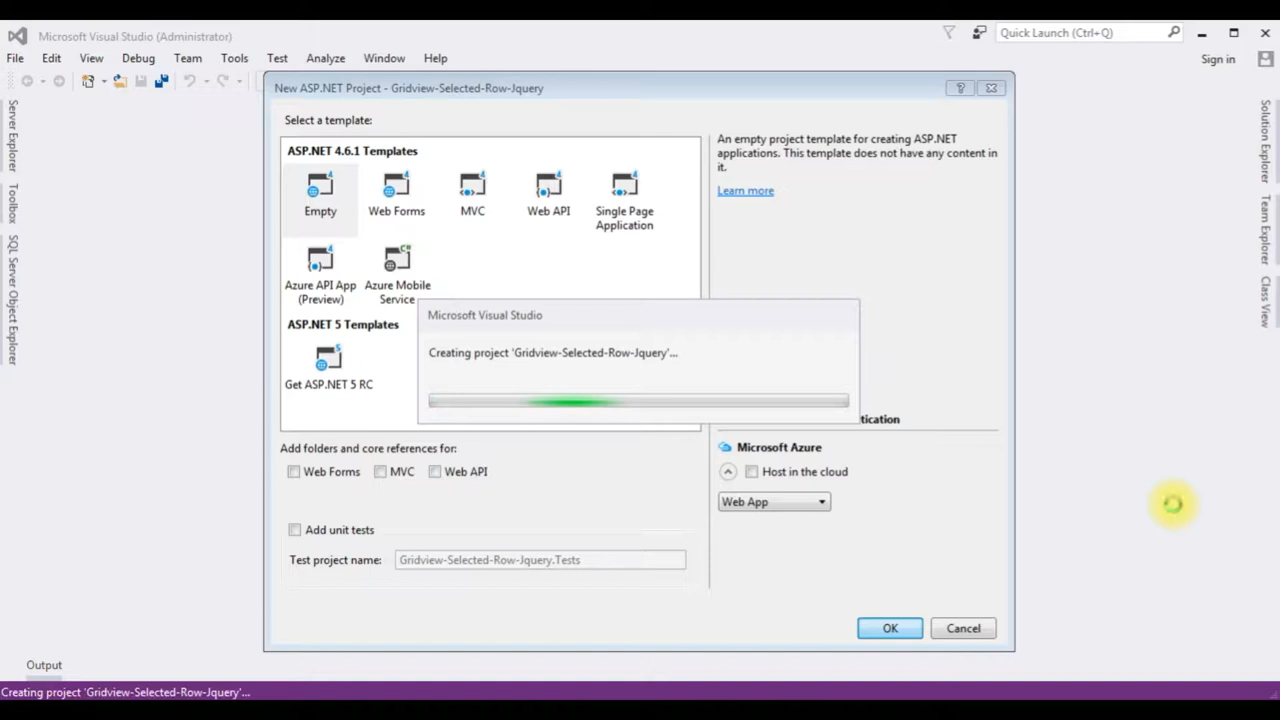 Microsoft Visual Studio (Administrator)
Quick Launch (Ctrl+Q)
File Edit View Debug Team Tools Test Analyze Window Help
Sign in
Server Explorer
Toolbox
SQL Server Object Explorer
New ASP.NET Project - Gridview-Selected-Row-Jquery
?
Select a template:
ASP.NET 4.6.1 Templates
Empty
Web Forms
MVC
Web API
Single Page
Application
Azure API App
(Preview)
Azure Mobile
Service
ASP.NET 5 Templates
Get ASP.NET 5 RC
An empty project template for creating ASP.NET
applications. This template does not have any content in
it.
Learn more
Microsoft Visual Studio
Creating project 'Gridview-Selected-Row-Jquery'...
tication
Add folders and core references for:
Web Forms MVC Web API
Add unit tests
Test project name: Gridview-Selected-Row-Jquery.Tests
Microsoft Azure
Host in the cloud
Web App
OK Cancel
Solution Explorer
Team Explorer
Class View
Output
Creating project 'Gridview-Selected-Row-Jquery'...